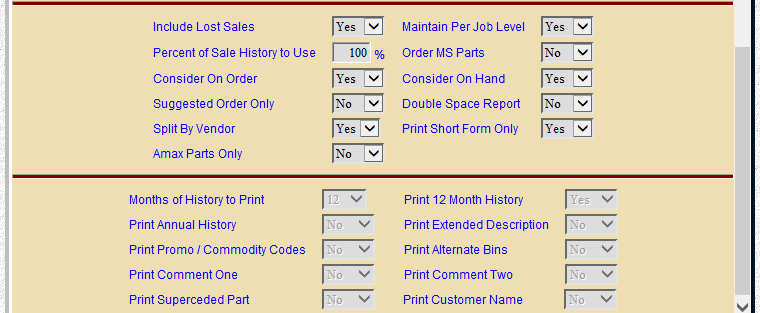 Include Lost Sales Yes Maintain Per Job Level Yes
Percent of Sale History to Use 100 % Order MS Parts No
Consider On Order Yes Consider On Hand Yes
Suggested Order Only No Double Space Report No
Split By Vendor Yes Print Short Form Only Yes
Amax Parts Only No
Months of History to Print 12 Print 12 Month History Yes
Print Annual History No Print Extended Description No
Print Promo / Commodity Codes No Print Alternate Bins No
Print Comment One No Print Comment Two No
Print Superceded Part No Print Customer Name No